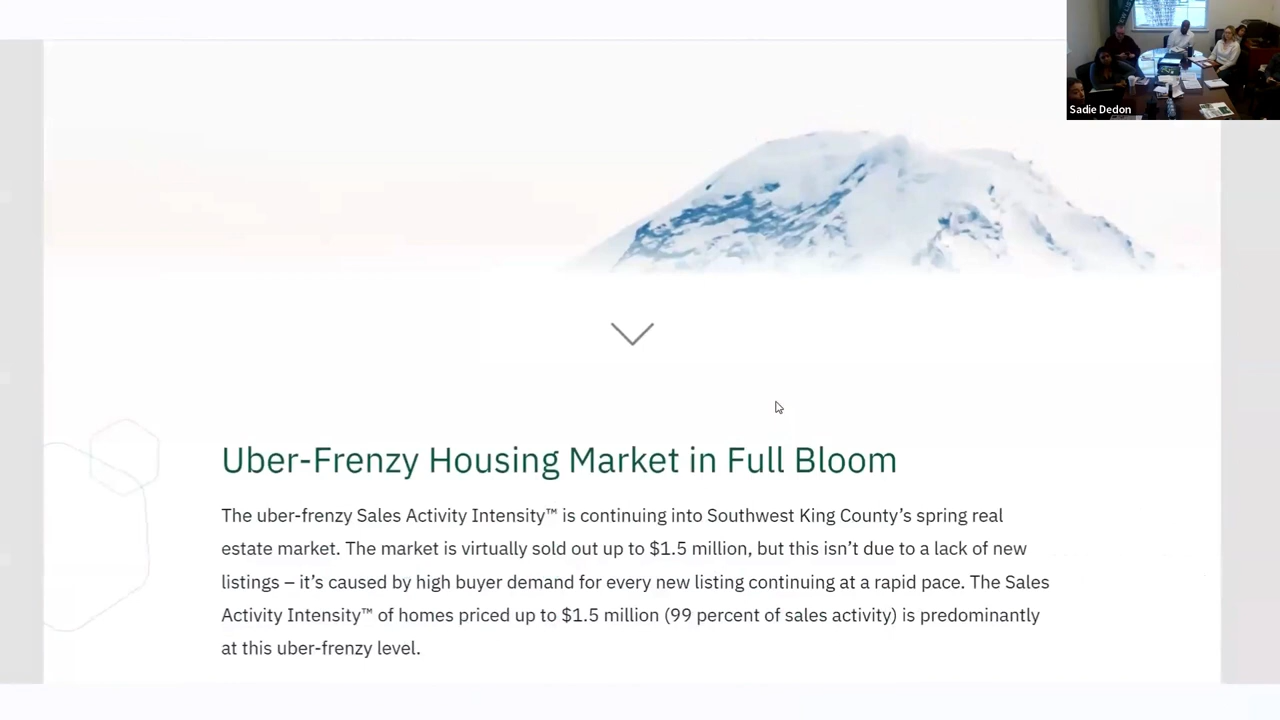 Sadie Dedon
Uber-Frenzy Housing Market in Full Bloom
The uber-frenzy Sales Activity Intensity™ is continuing into Southwest King County’s spring real
estate market. The market is virtually sold out up to $1.5 million, but this isn’t due to a lack of new
listings – it’s caused by high buyer demand for every new listing continuing at a rapid pace. The Sales
Activity Intensity™ of homes priced up to $1.5 million (99 percent of sales activity) is predominantly
at this uber-frenzy level.